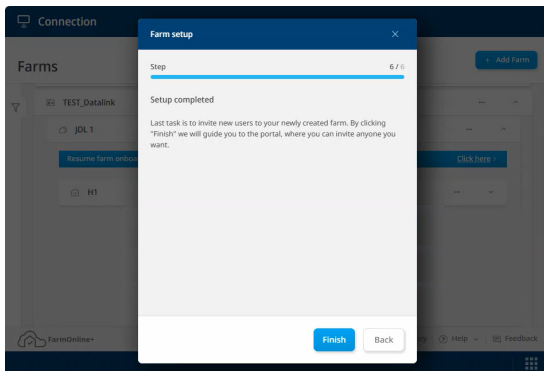 Connection
Farm setup
Farms
+ Add Farm
Step 6 / 6
Setup completed
Last task is to invite new users to your newly created farm. By clicking
"Finish" we will guide you to the portal, where you can invite anyone you
want.
TEST_Datalink --
JDL 1 --
Resume farm onboa Click here ›
H1 --
Finish Back
FarmOnline® Help Feedback